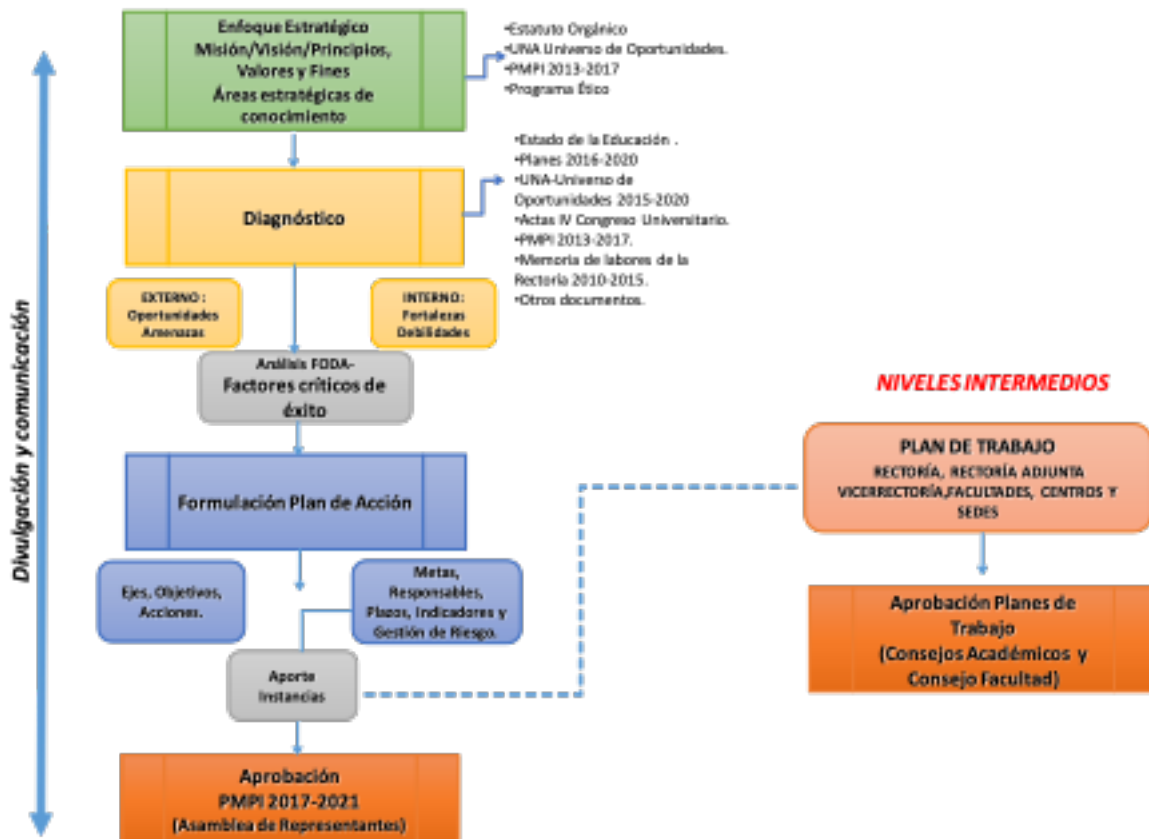 Enfoque Estratégico
Misión/Visión/Principios,
Valores y Fines
Áreas estratégicas de
conocimiento
•Estatuto Orgánico
•UNA Universo de Oportunidades.
•PMPI 2013-2017
•Programa Ético
Diagnóstico
•Estado de la Educación .
•Planes 2016-2020
•UNA-Universo de
Oportunidades 2015-2020
•Actas IV Congreso Universitario.
•PMPI 2013-2017.
•Memoria de labores de la
Rectoría 2010-2015.
•Otros documentos.
EXTERNO :
Oportunidades
Amenazas
INTERNO:
Fortalezas
Debilidades
Análisis FODA-
Factores críticos de
éxito
Divulgación y comunicación
Formulación Plan de Acción
Ejes, Objetivos,
Acciones.
Metas,
Responsables,
Plazos, Indicadores y
Gestión de Riesgo.
Aporte
Instancias
Aprobación
PMPI 2017-2021
(Asamblea de Representantes)
NIVELES INTERMEDIOS
PLAN DE TRABAJO
RECTORÍA, RECTORÍA ADJUNTA
VICERRECTORÍA,FACULTADES, CENTROS Y
SEDES
Aprobación Planes de
Trabajo
(Consejos Académicos y
Consejo Facultad)